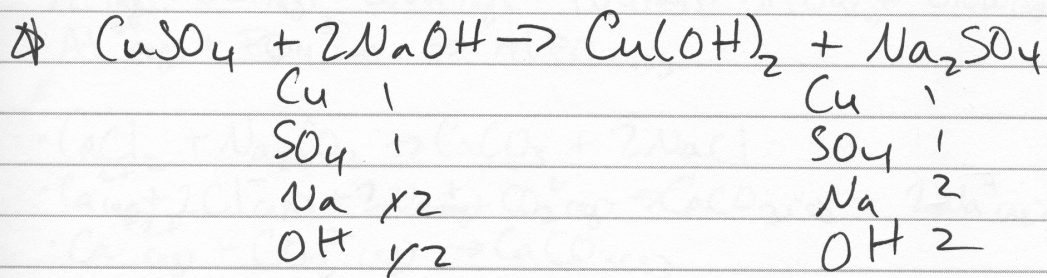 CuSO₄ + 2NaOH → Cu(OH)₂ + Na₂SO₄
Cu 1 Cu 1
SO₄ 1 SO₄ 1
Na 2 Na 2
OH 2 OH 2